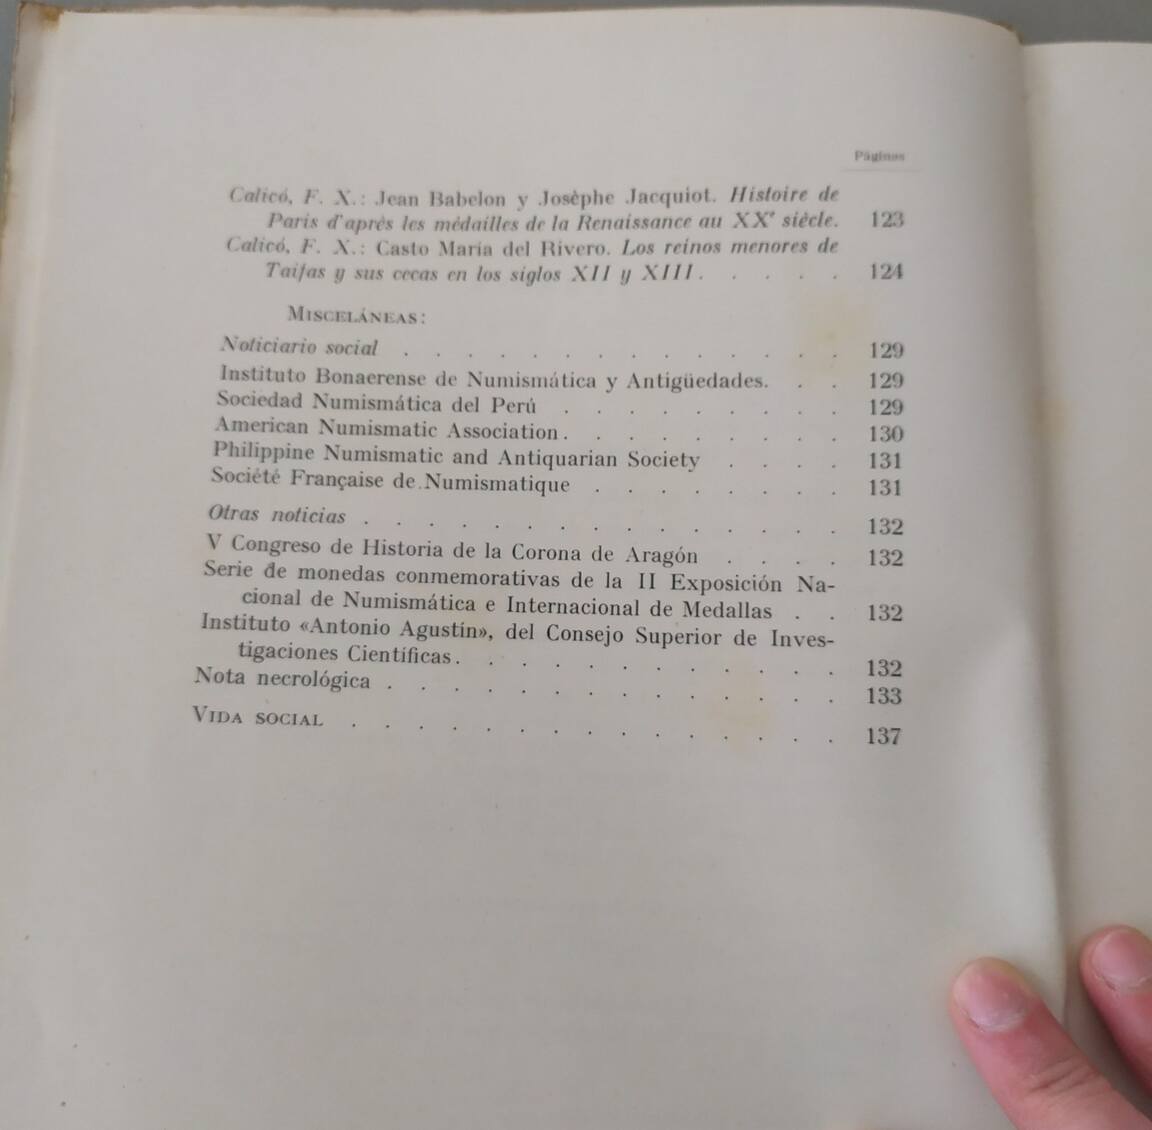 Páginas
Calicó, F. X.: Jean Babelon y Josèphe Jacquiot. Histoire de
Paris d'après les médailles de la Renaissance au XXe siècle. 123
Calicó, F. X.: Casto María del Rivero. Los reinos menores de
Taifas y sus cecas en los siglos XII y XIII. . . . . 124
MISCELÁNEAS:
Noticiario social . . . . . . . . . . . . . . 129
Instituto Bonaerense de Numismática y Antigüedades. . . 129
Sociedad Numismática del Perú . . . . . . . . . 129
American Numismatic Association. . . . . . . . . 130
Philippine Numismatic and Antiquarian Society . . . . 131
Société Française de Numismatique . . . . . . . . 131
Otras noticias . . . . . . . . . . . . . . . 132
V Congreso de Historia de la Corona de Aragón . . . . 132
Serie de monedas conmemorativas de la II Exposición Na-
cional de Numismática e Internacional de Medallas . . 132
Instituto «Antonio Agustín», del Consejo Superior de Inves-
tigaciones Científicas. . . . . . . . . . . . 132
Nota necrológica . . . . . . . . . . . . . . 133
VIDA SOCIAL . . . . . . . . . . . . . . . 137